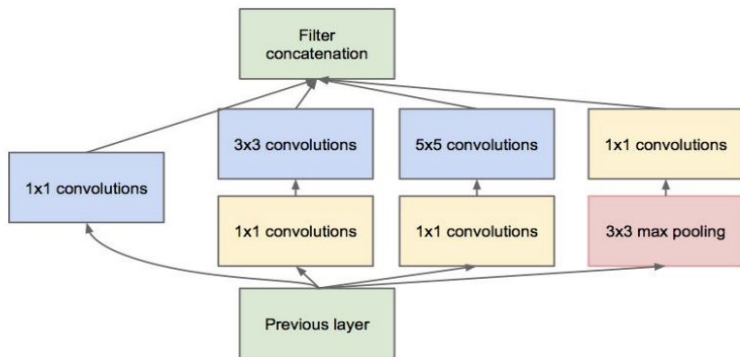 Filter
concatenation
3x3 convolutions
5x5 convolutions
1x1 convolutions
1x1 convolutions
1x1 convolutions
1x1 convolutions
3x3 max pooling
Previous layer